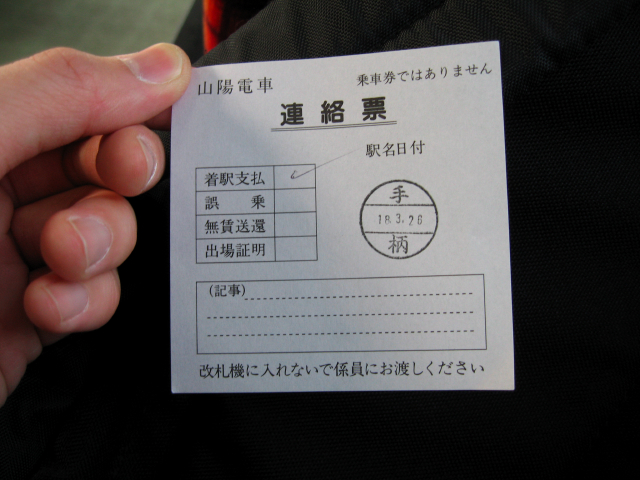 山陽電車
乗車券ではありません
連絡票
駅名日付
着駅支払
誤乗
無賃送還
出場証明
手
18.3.26
柄
(記事)
改札機に入れないで係員にお渡しください